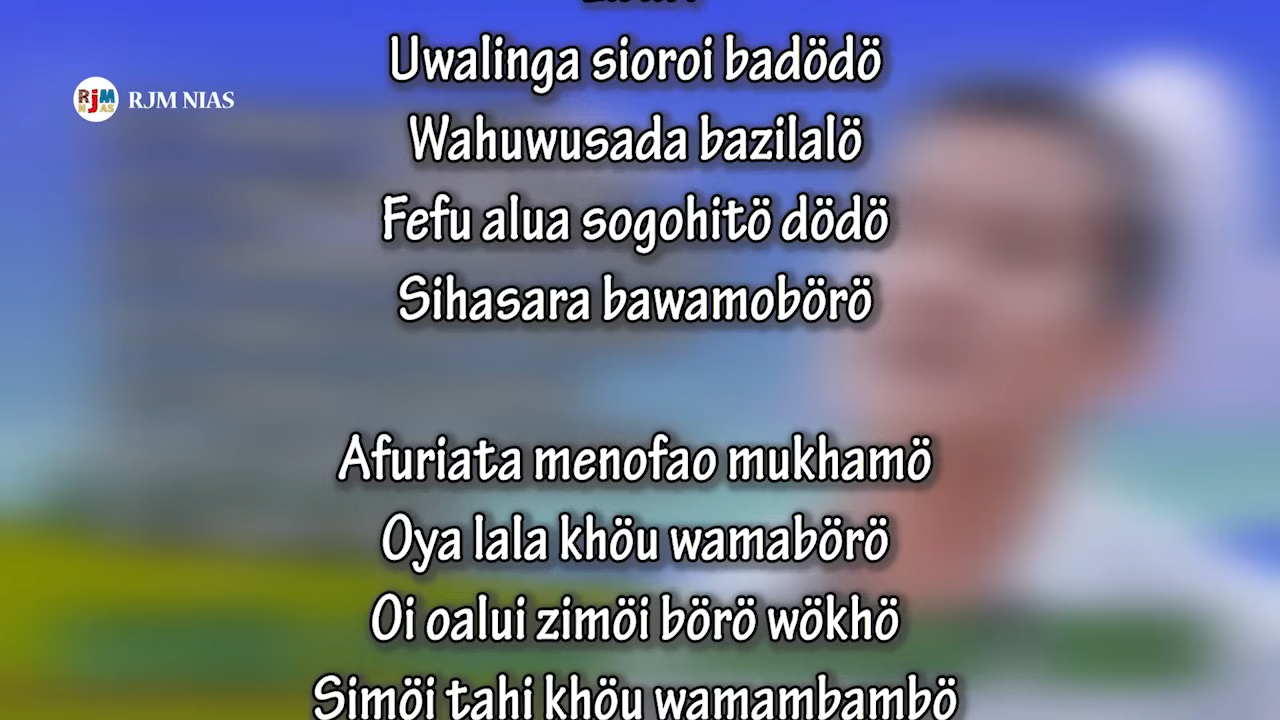 RJM NIAS
Uwalinga sioroi badödö
Wahuwusada bazilalö
Fefu alua sogohitö dödö
Sihasara bawamobörö
Afuriata menofao mukhamö
Oya lala khöu wamabörö
Oi oalui zimöi börö wökhö
Simöi tahi khöu wamambambö